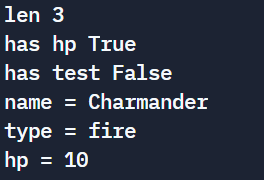 len 3
has hp True
has test False
name = Charmander
type = fire
hp = 10